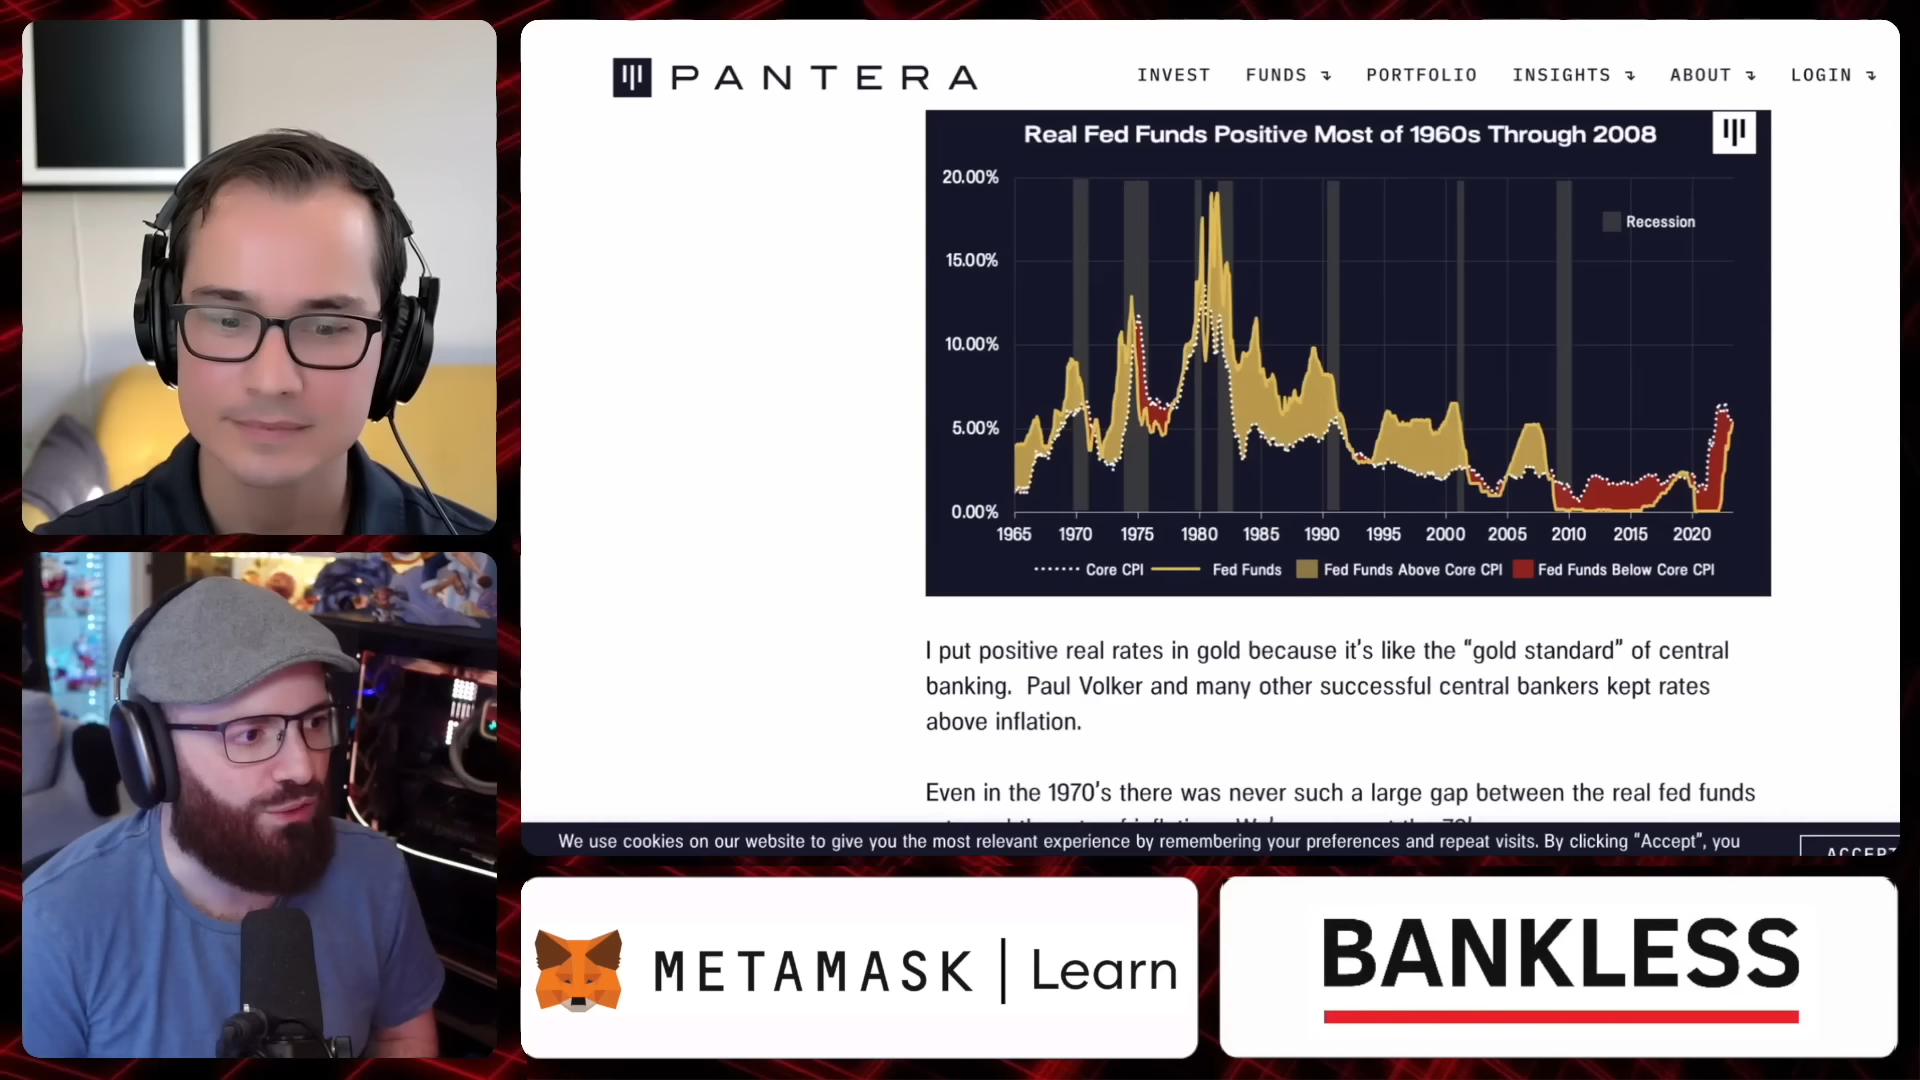 PANTERA
INVEST FUNDS PORTFOLIO INSIGHTS ABOUT LOGIN
Real Fed Funds Positive Most of 1960s Through 2008
20.00%
15.00%
10.00%
5.00%
0.00%
Recession
1965 1970 1975 1980 1985 1990 1995 2000 2005 2010 2015 2020
Core CPI Fed Funds Fed Funds Above Core CPI Fed Funds Below Core CPI
I put positive real rates in gold because it's like the “gold standard” of central
banking. Paul Volker and many other successful central bankers kept rates
above inflation.
Even in the 1970's there was never such a large gap between the real fed funds
We use cookies on our website to give you the most relevant experience by remembering your preferences and repeat visits. By clicking “Accept”, you
ACCEPT
METAMASK | Learn
BANKLESS